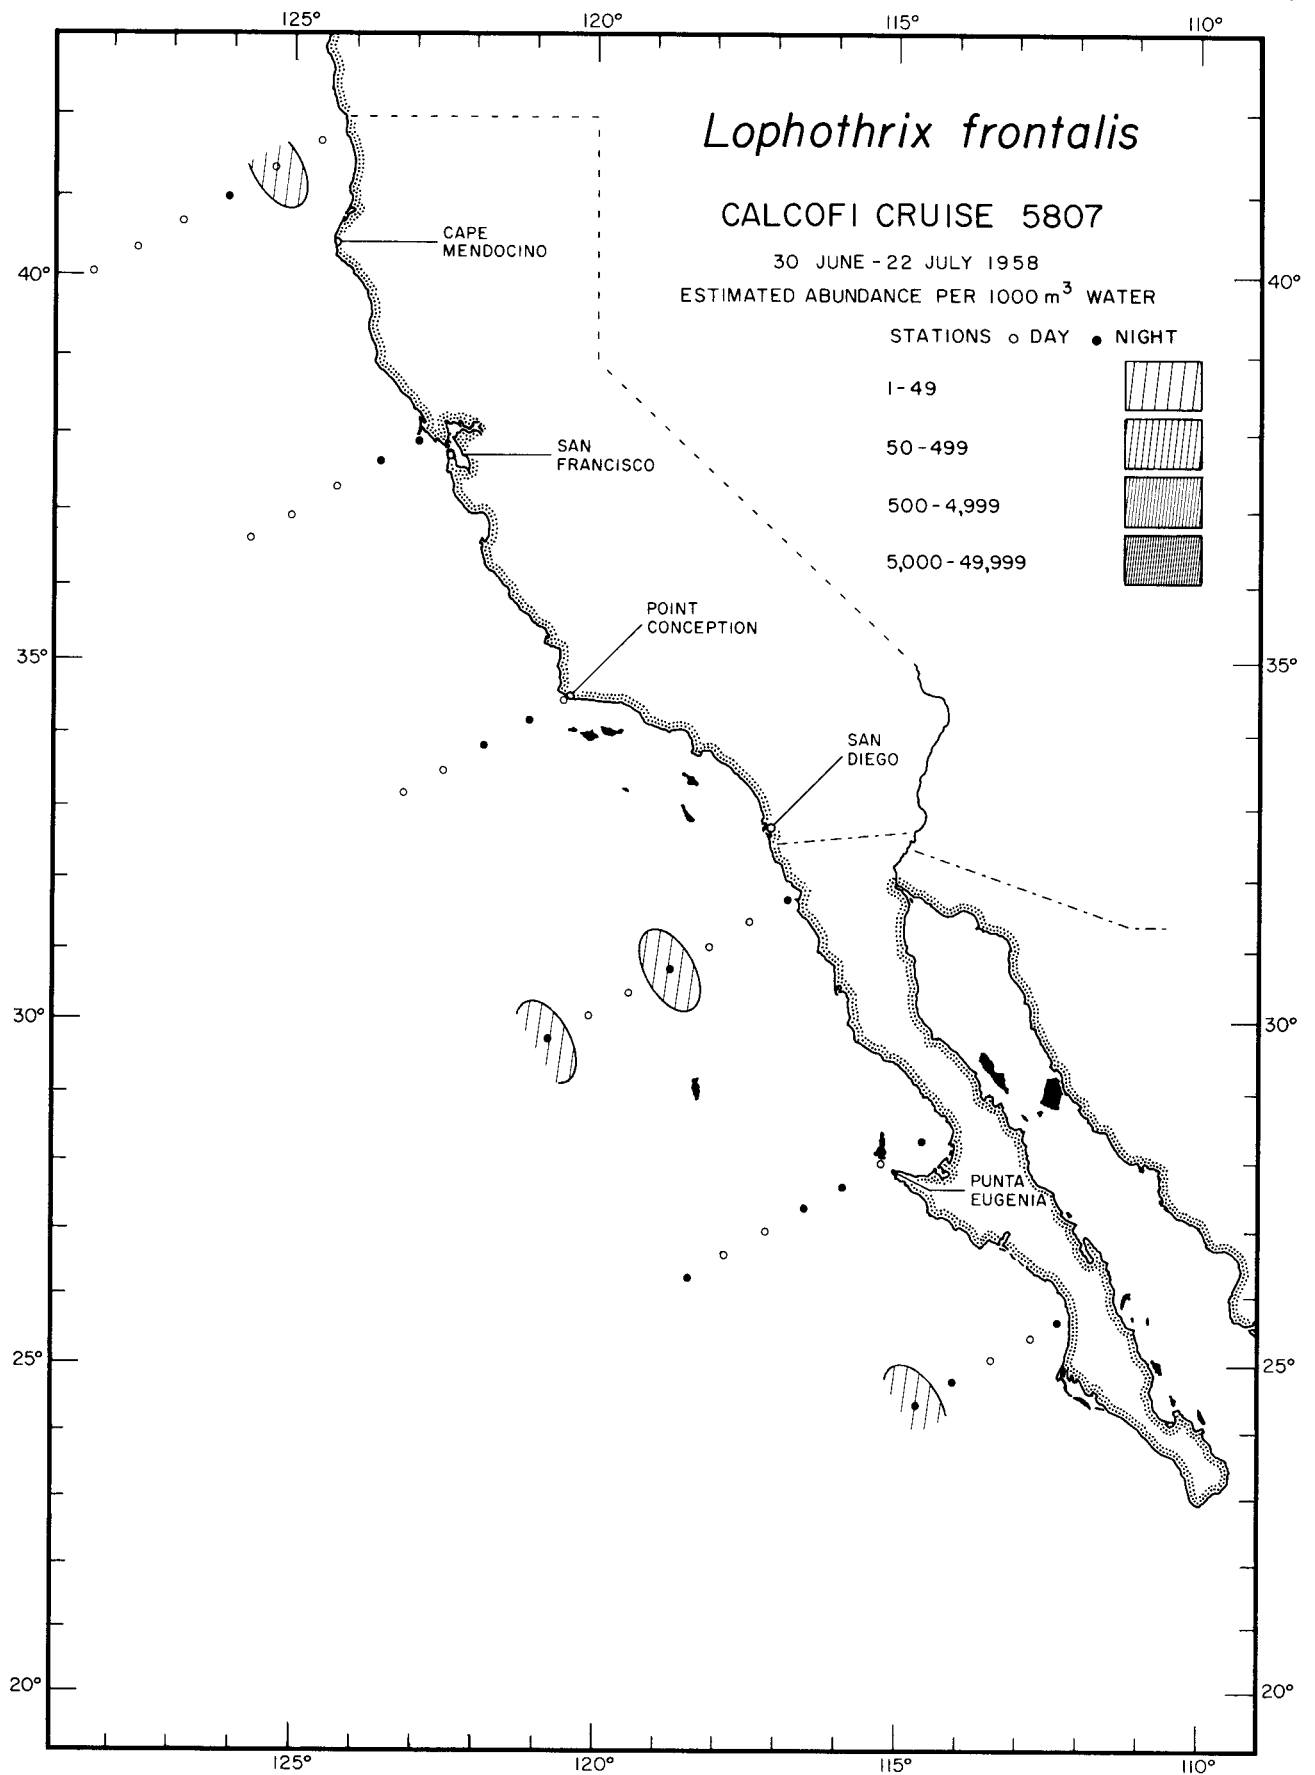 125° 120° 115° 110°
Lophothrix frontalis
CALCOFI CRUISE 5807
30 JUNE - 22 JULY 1958
ESTIMATED ABUNDANCE PER 1000 m³ WATER
STATIONS ○ DAY ● NIGHT
1-49
50-499
500-4,999
5,000-49,999
CAPE
MENDOCINO
40° 40°
SAN
FRANCISCO
POINT
CONCEPTION
35° 35°
SAN
DIEGO
30° 30°
PUNTA
EUGENIA
25° 25°
20° 20°
125° 120° 115° 110°